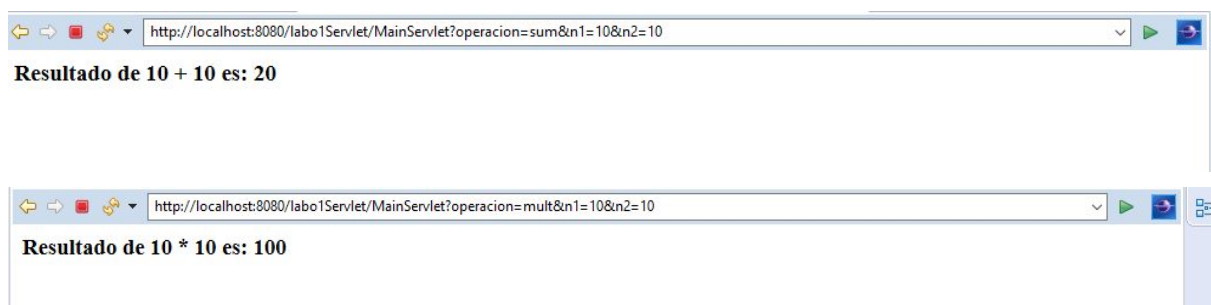 http://localhost:8080/labo1Servlet/MainServlet?operacion=sum&n1=10&n2=10
Resultado de 10 + 10 es: 20
http://localhost:8080/labo1Servlet/MainServlet?operacion=mult&n1=10&n2=10
Resultado de 10 * 10 es: 100